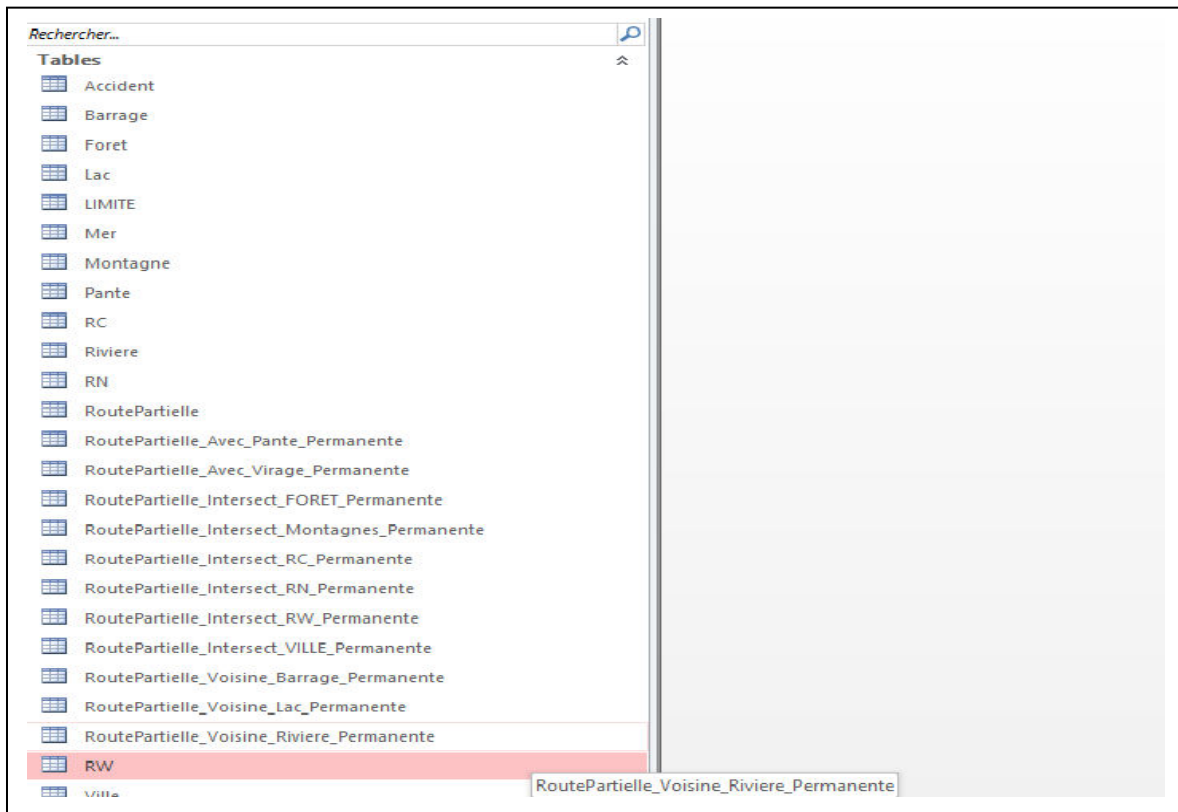 Rechercher...
Tables
Accident
Barrage
Foret
Lac
LIMITE
Mer
Montagne
Pante
RC
Riviere
RN
RoutePartielle
RoutePartielle_Avec_Pante_Permanente
RoutePartielle_Avec_Virage_Permanente
RoutePartielle_Intersect_FORET_Permanente
RoutePartielle_Intersect_Montagnes_Permanente
RoutePartielle_Intersect_RC_Permanente
RoutePartielle_Intersect_RN_Permanente
RoutePartielle_Intersect_RW_Permanente
RoutePartielle_Intersect_VILLE_Permanente
RoutePartielle_Voisine_Barrage_Permanente
RoutePartielle_Voisine_Lac_Permanente
RoutePartielle_Voisine_Riviere_Permanente
RW
RoutePartielle_Voisine_Riviere_Permanente
Ville